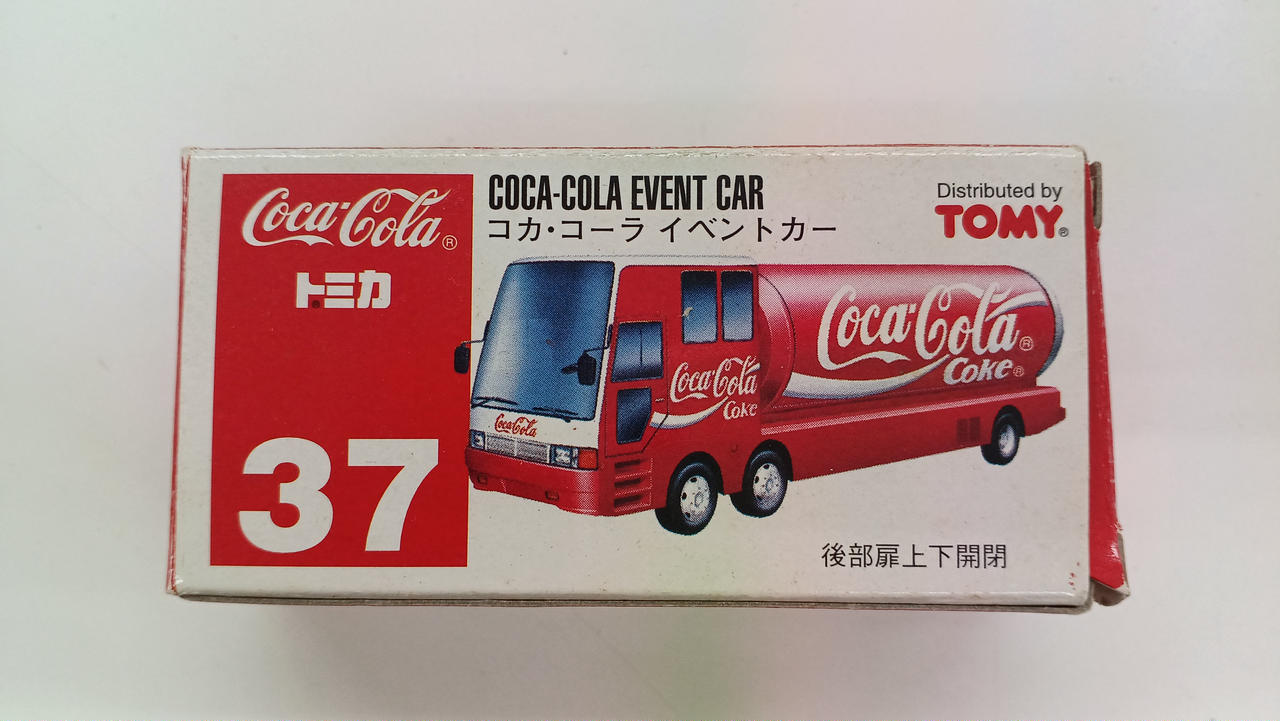 Coca-Cola®
トミカ®
37
COCA-COLA EVENT CAR
コカ・コーラ イベントカー
Distributed by
TOMY®
Coca-Cola
Coca-Cola
Coke
Coca-Cola®
Coke®
後部扉上下開閉